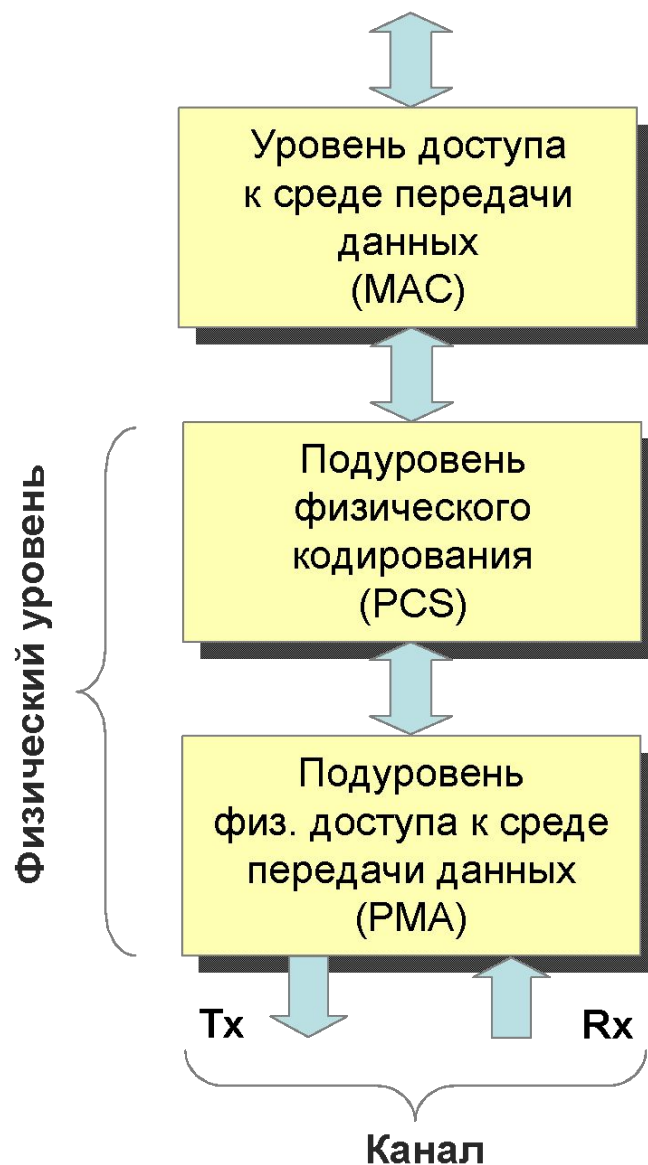 Уровень доступа
к среде передачи
данных
(MAC)
Физический уровень
Подуровень
физического
кодирования
(PCS)
Подуровень
физ. доступа к среде
передачи данных
(PMA)
Tx
Rx
Канал